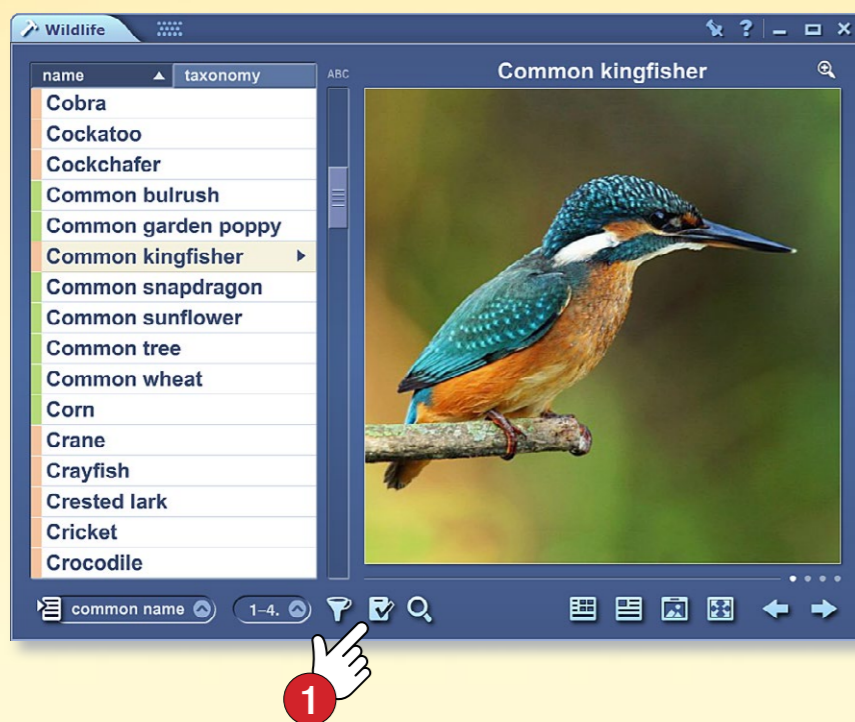 Wildlife
?
name taxonomy ABC
Common kingfisher
Cobra
Cockatoo
Cockchafer
Common bulrush
Common garden poppy
Common kingfisher
Common snapdragon
Common sunflower
Common tree
Common wheat
Corn
Crane
Crayfish
Crested lark
Cricket
Crocodile
common name 1–4.
1